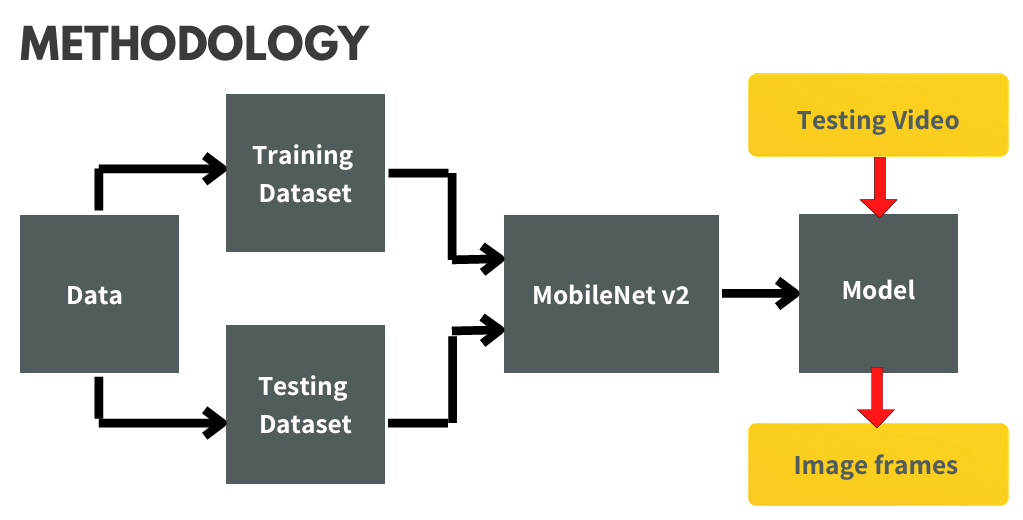 METHODOLOGY
Training
Dataset
Testing Video
Data
MobileNet v2
Model
Testing
Dataset
Image frames